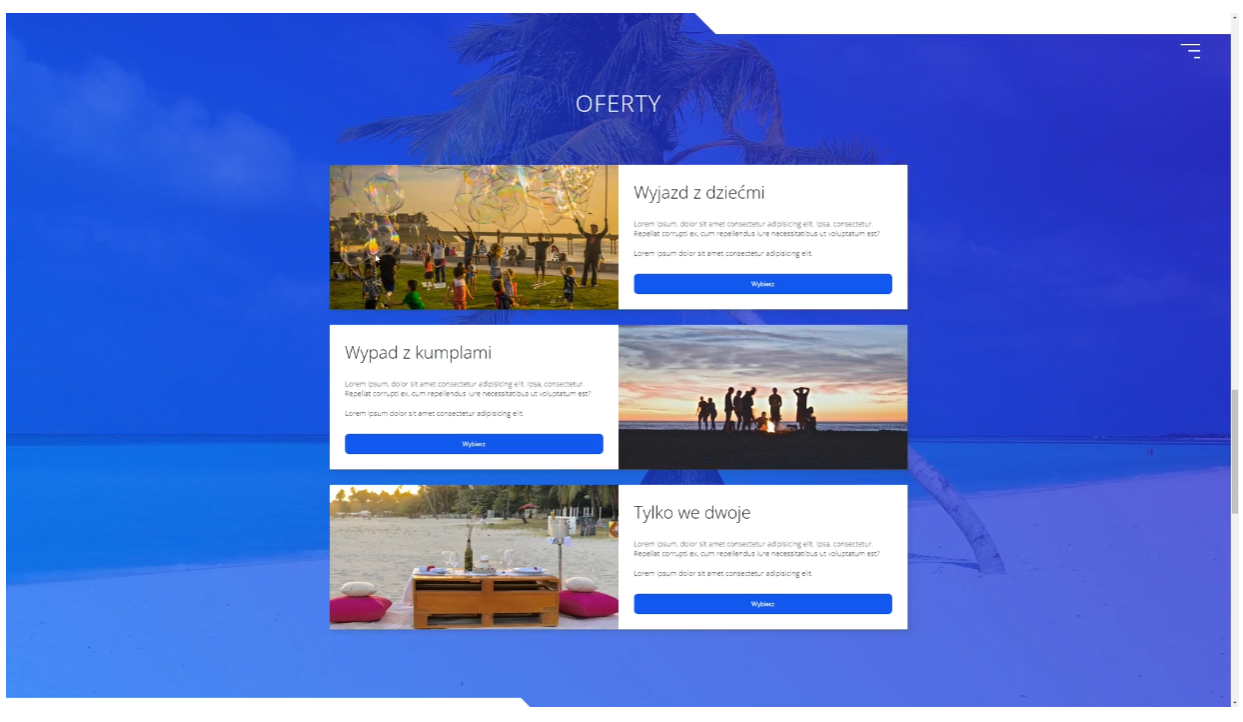 OFERTY
Wyjazd z dziećmi
Lorem ipsum, dolor sit amet consectetur adipisicing elit. Ipsa, consectetur.
Repellat corrupti ex, cum repellendus iure necessitatibus ut voluptatum est?
Lorem ipsum dolor sit amet consectetur adipisicing elit.
Wybierz
Wypad z kumplami
Lorem ipsum, dolor sit amet consectetur adipisicing elit. Ipsa, consectetur.
Repellat corrupti ex, cum repellendus iure necessitatibus ut voluptatum est?
Lorem ipsum dolor sit amet consectetur adipisicing elit.
Wybierz
Tylko we dwoje
Lorem ipsum, dolor sit amet consectetur adipisicing elit. Ipsa, consectetur.
Repellat corrupti ex, cum repellendus iure necessitatibus ut voluptatum est?
Lorem ipsum dolor sit amet consectetur adipisicing elit.
Wybierz